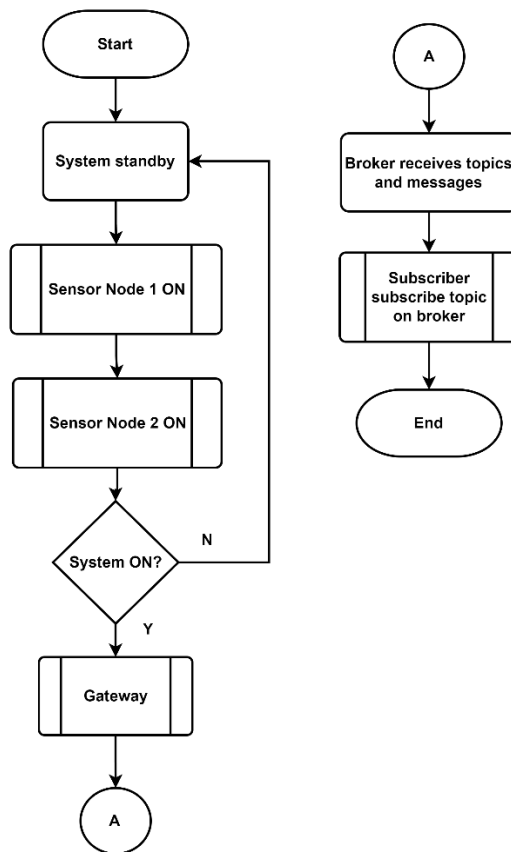 Start
System standby
Sensor Node 1 ON
Sensor Node 2 ON
System ON?
N
Y
Gateway
A
A
Broker receives topics
and messages
Subscriber
subscribe topic
on broker
End